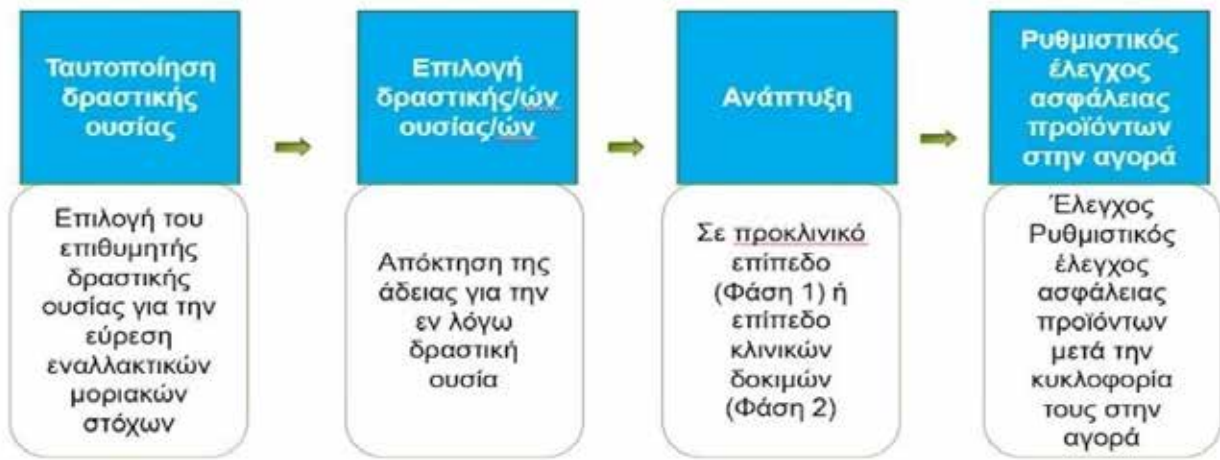 Ταυτοποίηση
δραστικής
ουσίας
Επιλογή του
επιθυμητής
δραστικής
ουσίας για την
εύρεση
εναλλακτικών
μοριακών
στόχων
Επιλογή
δραστικής/ών
ουσίας/ών
Απόκτηση της
άδειας για την
εν λόγω
δραστική
ουσία
Ανάπτυξη
Σε προκλινικό
επίπεδο
(Φάση 1) ή
επίπεδο
κλινικών
δοκιμών
(Φάση 2)
Ρυθμιστικός
έλεγχος
ασφάλειας
προϊόντων
στην αγορά
Έλεγχος
Ρυθμιστικός
έλεγχος
ασφάλειας
προϊόντων
μετά την
κυκλοφορία
τους στην
αγορά